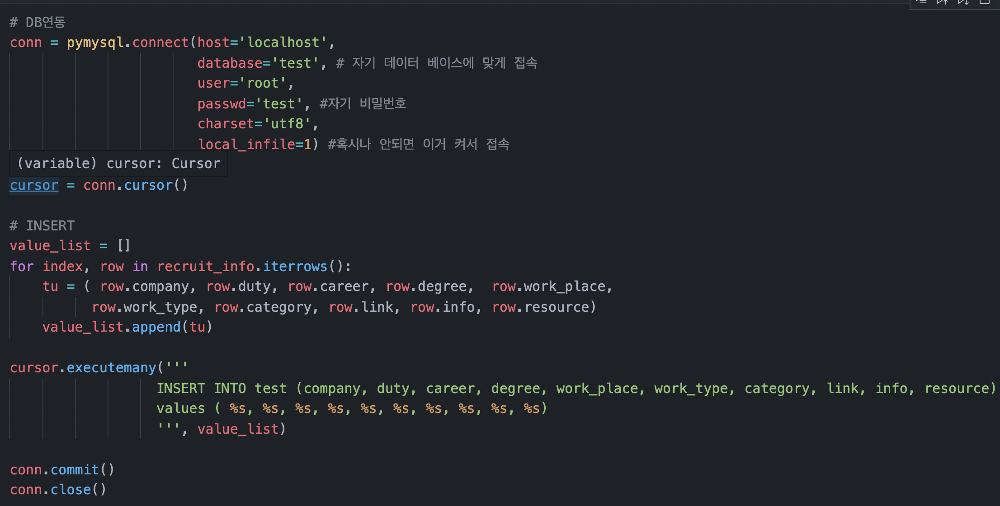 # DB연동
conn = pymysql.connect(host='localhost',
database='test', # 자기 데이터 베이스에 맞게 접속
user='root',
passwd='test', #자기 비밀번호
charset='utf8',
local_infile=1) #혹시나 안되면 이거 켜서 접속
(variable) cursor: Cursor
cursor = conn.cursor()
# INSERT
value_list = []
for index, row in recruit_info.iterrows():
tu = ( row.company, row.duty, row.career, row.degree,  row.work_place,
row.work_type, row.category, row.link, row.info, row.resource)
value_list.append(tu)
cursor.executemany('''
INSERT INTO test (company, duty, career, degree, work_place, work_type, category, link, info, resource)
values ( %s, %s, %s, %s, %s, %s, %s, %s, %s, %s)
''', value_list)
conn.commit()
conn.close()